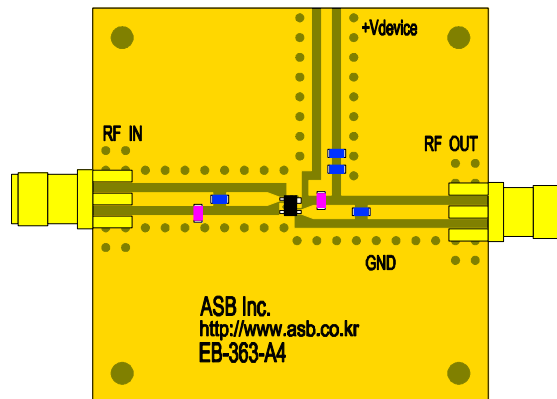 +Vdevice
RF IN
RF OUT
GND
ASB Inc.
http://www.asb.co.kr
EB-363-A4